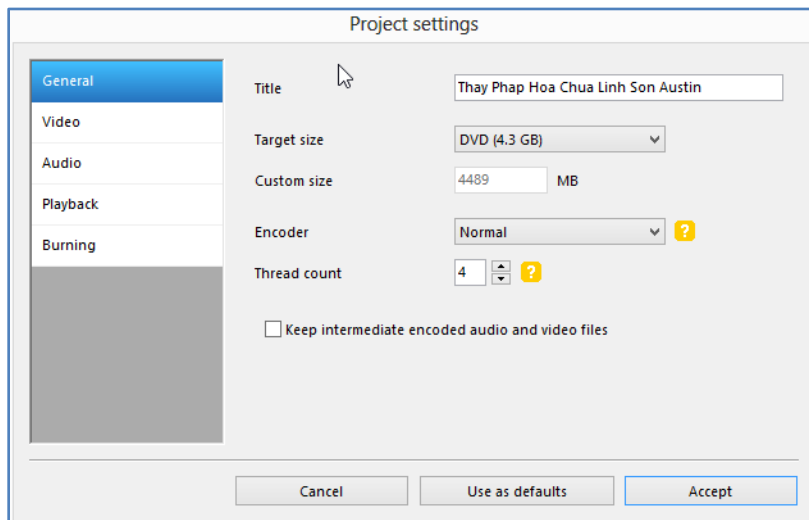 Project settings
General
Video
Audio
Playback
Burning
Title Thay Phap Hoa Chua Linh Son Austin
Target size DVD (4.3 GB)
Custom size 4489 MB
Encoder Normal ?
Thread count 4 ?
Keep intermediate encoded audio and video files
Cancel Use as defaults Accept